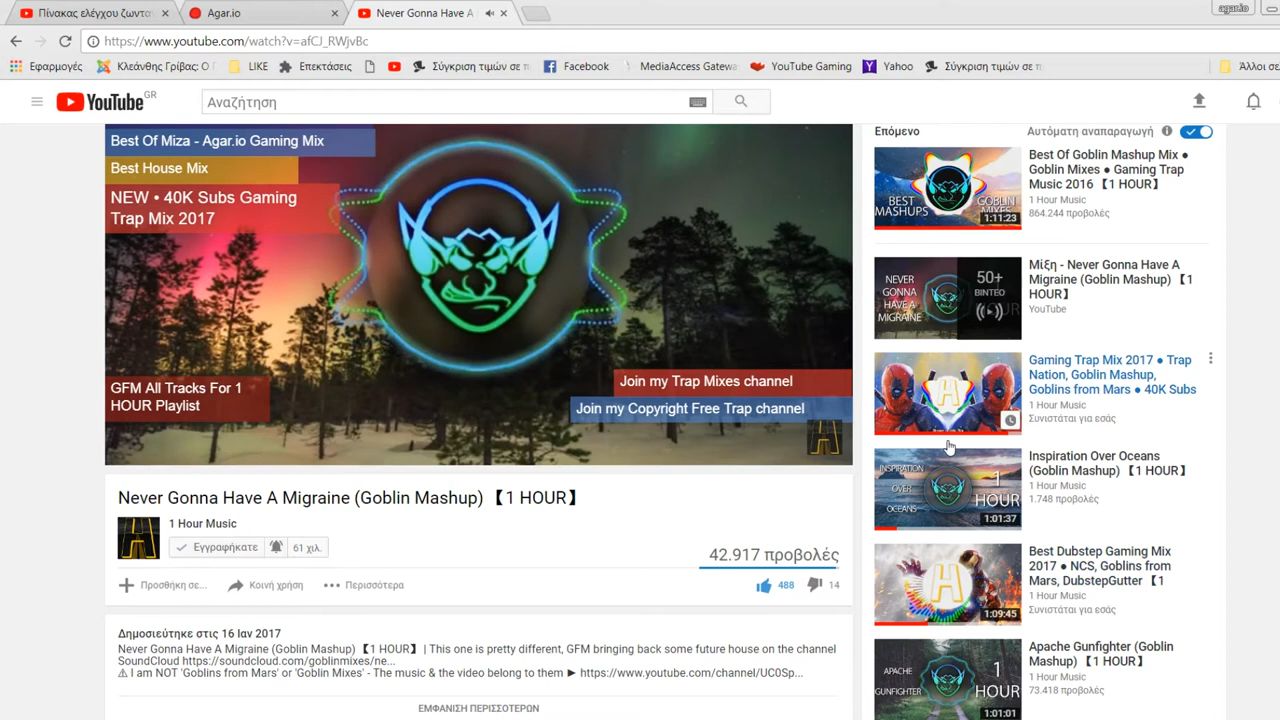 Πίνακας ελέγχου ζωντα
Agar.io
Never Gonna Have A
agar.io
https://www.youtube.com/watch?v=afCJ_RWjvBc
Εφαρμογές
Κλεάνθης Γρίβας: Ο Γ
LIKE
Επεκτάσεις
Σύγκριση τιμών σε π
Facebook
MediaAccess Gatewa
YouTube Gaming
Yahoo
Σύγκριση τιμών σε π
Άλλοι σε
YouTube GR
Αναζήτηση
Best Of Miza - Agar.io Gaming Mix
Best House Mix
NEW • 40K Subs Gaming
Trap Mix 2017
GFM All Tracks For 1
HOUR Playlist
Join my Trap Mixes channel
Join my Copyright Free Trap channel
Never Gonna Have A Migraine (Goblin Mashup) 【1 HOUR】
1 Hour Music
Εγγραφήκατε
61 χιλ.
42.917 προβολές
Προσθήκη σε...
Κοινή χρήση
Περισσότερα
488
14
Δημοσιεύτηκε στις 16 Ιαν 2017
Never Gonna Have A Migraine (Goblin Mashup) 【1 HOUR】 | This one is pretty different, GFM bringing back some future house on the channel
SoundCloud https://soundcloud.com/goblinmixes/ne...
⚠ I am NOT 'Goblins from Mars' or 'Goblin Mixes' - The music & the video belong to them ► https://www.youtube.com/channel/UC0Sp...
ΕΜΦΑΝΙΣΗ ΠΕΡΙΣΣΟΤΕΡΩΝ
Επόμενο
Αυτόματη αναπαραγωγή
BEST
MASHUPS
GOBLIN
MIXES
1:11:23
Best Of Goblin Mashup Mix ●
Goblin Mixes ● Gaming Trap
Music 2016 【1 HOUR】
1 Hour Music
864.244 προβολές
NEVER
GONNA
HAVE A
MIGRAINE
50+
ΒΙΝΤΕΟ
Μίξη - Never Gonna Have A
Migraine (Goblin Mashup) 【1
HOUR】
YouTube
Gaming Trap Mix 2017 ● Trap
Nation, Goblin Mashup,
Goblins from Mars ● 40K Subs
1 Hour Music
Συνιστάται για εσάς
INSPIRATION
OVER
OCEANS
1
HOUR
1:01:37
Inspiration Over Oceans
(Goblin Mashup) 【1 HOUR】
1 Hour Music
1.748 προβολές
1:09:45
Best Dubstep Gaming Mix
2017 ● NCS, Goblins from
Mars, DubstepGutter 【1
1 Hour Music
Συνιστάται για εσάς
APACHE
GUNFIGHTER
1
HOUR
1:01:01
Apache Gunfighter (Goblin
Mashup) 【1 HOUR】
1 Hour Music
73.418 προβολές